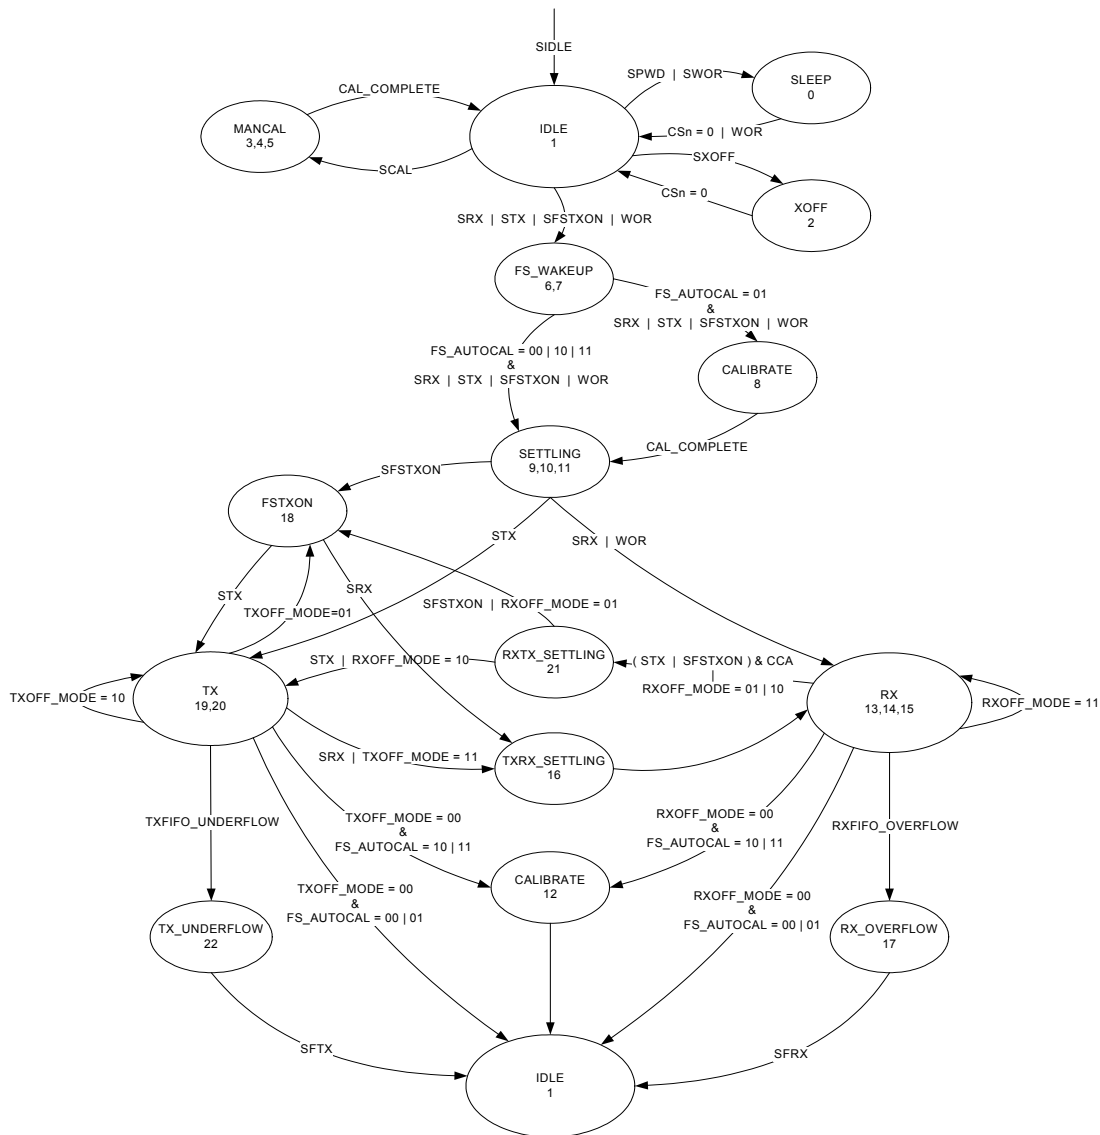 SIDLE
SPWD | SWOR
SLEEP
0
CAL_COMPLETE
MANCAL
3,4,5
IDLE
1
CSn = 0 | WOR
SXOFF
SCAL
CSn = 0
XOFF
2
SRX | STX | SFSTXON | WOR
FS_WAKEUP
6,7
FS_AUTOCAL = 01
&
SRX | STX | SFSTXON | WOR
FS_AUTOCAL = 00 | 10 | 11
&
SRX | STX | SFSTXON | WOR
CALIBRATE
8
CAL_COMPLETE
SETTLING
9,10,11
SFSTXON
FSTXON
18
STX
SRX | WOR
STX
SRX
TXOFF_MODE=01
SFSTXON | RXOFF_MODE = 01
RXTX_SETTLING
21
STX | RXOFF_MODE = 10
( STX | SFSTXON ) & CCA
|
RXOFF_MODE = 01 | 10
TXOFF_MODE = 10
TX
19,20
RX
13,14,15
RXOFF_MODE = 11
SRX | TXOFF_MODE = 11
TXRX_SETTLING
16
TXFIFO_UNDERFLOW
TXOFF_MODE = 00
&
FS_AUTOCAL = 10 | 11
RXOFF_MODE = 00
&
FS_AUTOCAL = 10 | 11
RXFIFO_OVERFLOW
CALIBRATE
12
TXOFF_MODE = 00
&
FS_AUTOCAL = 00 | 01
RXOFF_MODE = 00
&
FS_AUTOCAL = 00 | 01
TX_UNDERFLOW
22
RX_OVERFLOW
17
SFTX
SFRX
IDLE
1